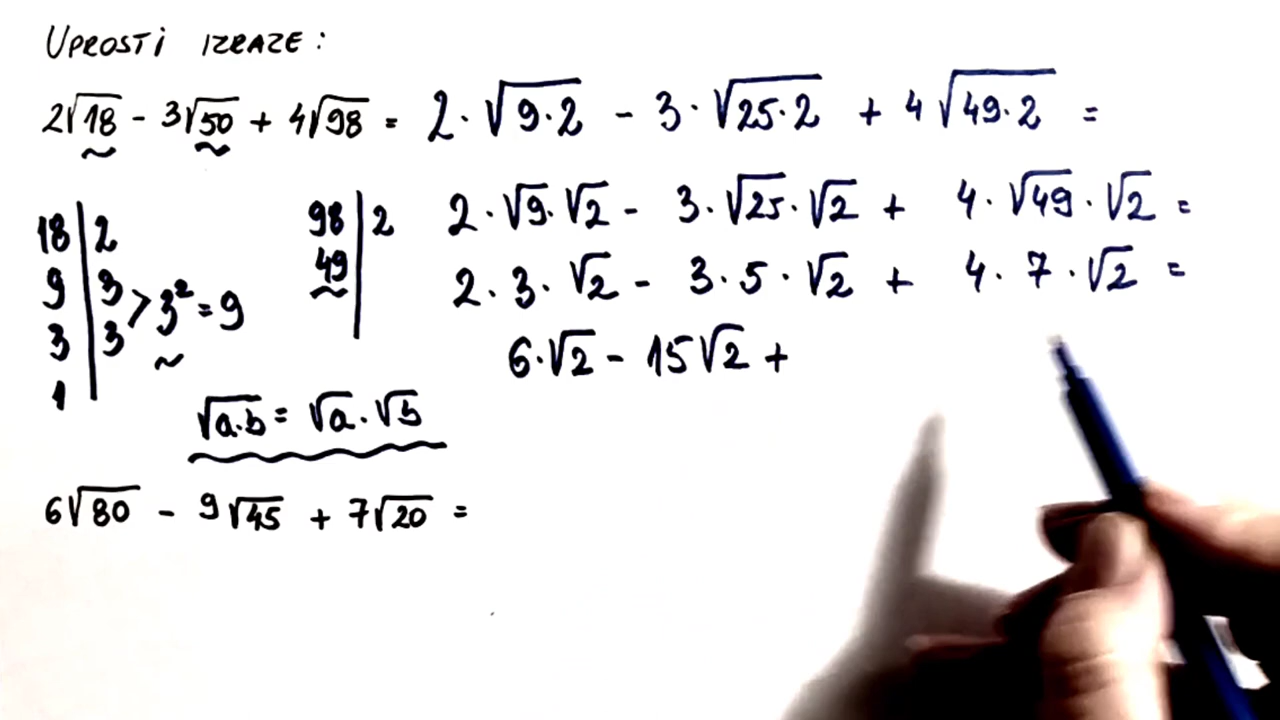 UPROSTI IZRAZE:
2√18 - 3√50 + 4√98 = 2·√9·2 - 3·√25·2 + 4√49·2 =
2·√9·√2 - 3·√25·√2 + 4·√49·√2 =
2·3·√2 - 3·5·√2 + 4·7·√2 =
6·√2 - 15√2 +
18 | 2
9 | 3
3 | 3 > 3² = 9
1
98 | 2
49
√a·b = √a·√b
6√80 - 9√45 + 7√20 =